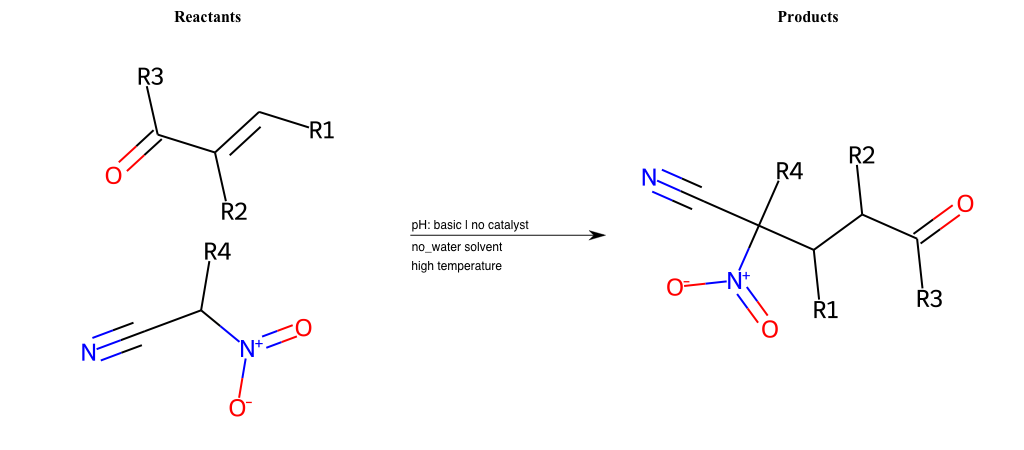 Reactants
Products
R3
O
R1
R2
R4
N
N+
O
O-
pH: basic | no catalyst
no_water solvent
high temperature
N
R4
R2
O
O-
N+
O
R1
R3